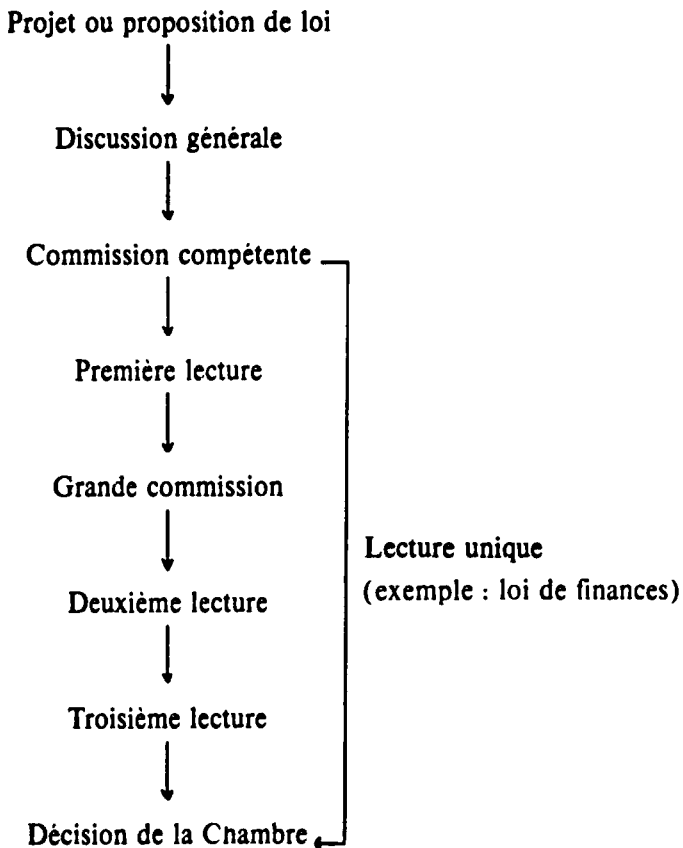 Projet ou proposition de loi
Discussion générale
Commission compétente
Première lecture
Grande commission
Lecture unique
(exemple : loi de finances)
Deuxième lecture
Troisième lecture
Décision de la Chambre